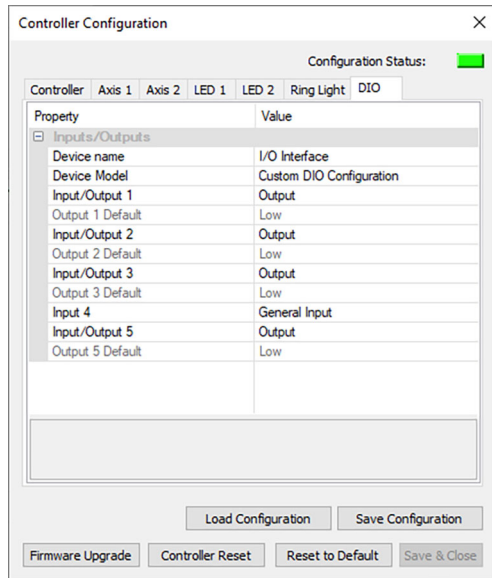 Controller Configuration
Configuration Status:
Controller Axis 1 Axis 2 LED 1 LED 2 Ring Light DIO
Property Value
Inputs/Outputs
Device name I/O Interface
Device Model Custom DIO Configuration
Input/Output 1 Output
Output 1 Default Low
Input/Output 2 Output
Output 2 Default Low
Input/Output 3 Output
Output 3 Default Low
Input 4 General Input
Input/Output 5 Output
Output 5 Default Low
Load Configuration Save Configuration
Firmware Upgrade Controller Reset Reset to Default Save & Close